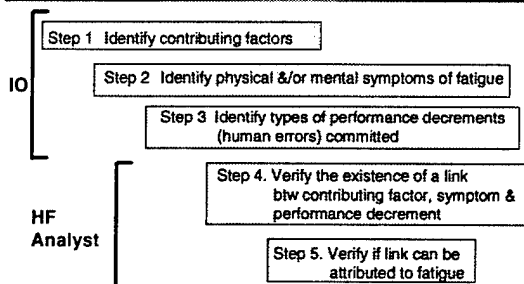 Step 1 Identify contributing factors
IO
Step 2 Identify physical &/or mental symptoms of fatigue
Step 3 Identify types of performance decrements
(human errors) committed
Step 4. Verify the existence of a link
btw contributing factor, symptom &
performance decrement
HF
Analyst
Step 5. Verify if link can be
attributed to fatigue